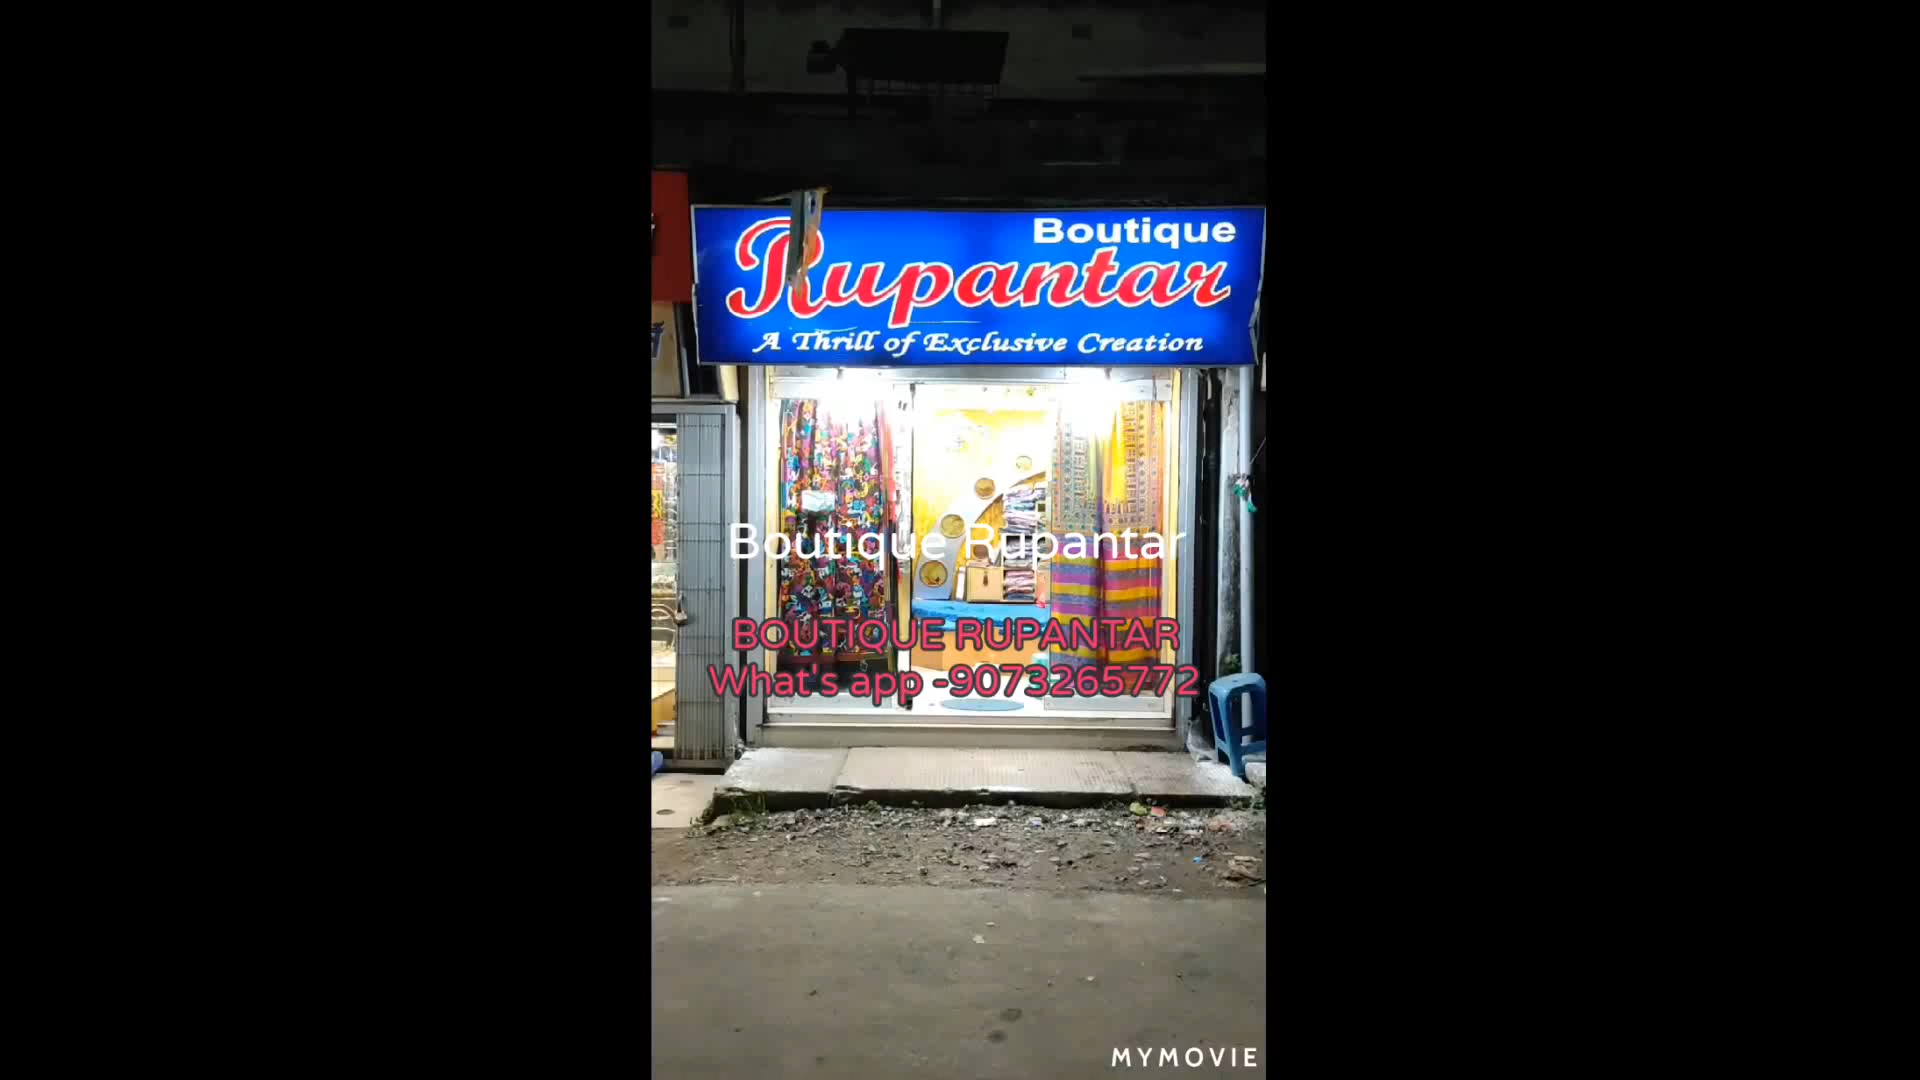 Boutique
Rupantar
A Thrill of Exclusive Creation
Boutique Rupantar
BOUTIQUE RUPANTAR
What's app -9073265772
MYMOVIE